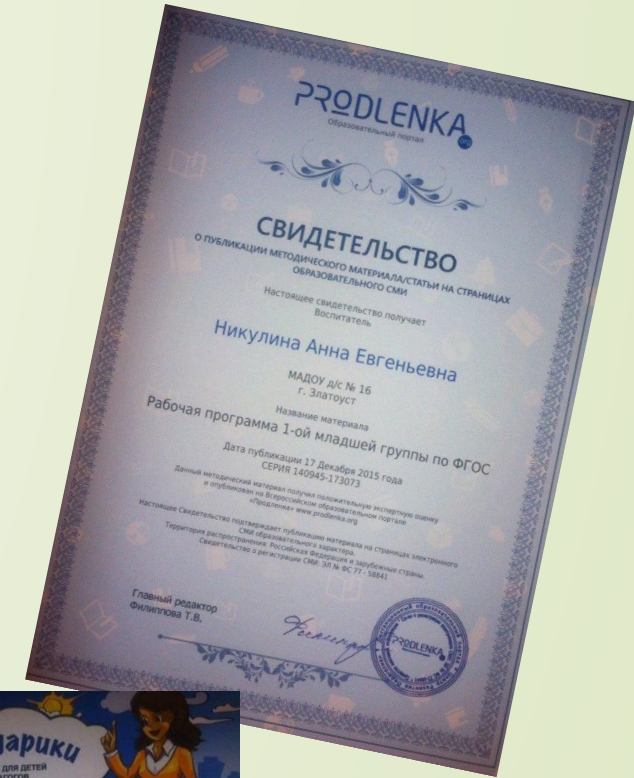 PRODLENKA
.org
Образовательный портал
СВИДЕТЕЛЬСТВО
О ПУБЛИКАЦИИ МЕТОДИЧЕСКОГО МАТЕРИАЛА/СТАТЬИ НА СТРАНИЦАХ
ОБРАЗОВАТЕЛЬНОГО СМИ
Настоящее свидетельство получает
Воспитатель
Никулина Анна Евгеньевна
МАДОУ д/с № 16
г. Златоуст
Название материала
Рабочая программа 1-ой младшей группы по ФГОС
Дата публикации 17 Декабря 2015 года
СЕРИЯ 140945-173073
Данный методический материал получил положительную экспертную оценку
и опубликован на Всероссийском образовательном портале
«Продленка» www.prodlenka.org
Настоящее Свидетельство подтверждает публикацию материала на страницах электронного
СМИ образовательного характера.
Территория распространения: Российская Федерация и зарубежные страны.
Свидетельство о регистрации СМИ: ЭЛ № ФС 77 - 58841
Главный редактор
Филиппова Т.В.
PRODLENKA
дарики
ДЛЯ ДЕТЕЙ